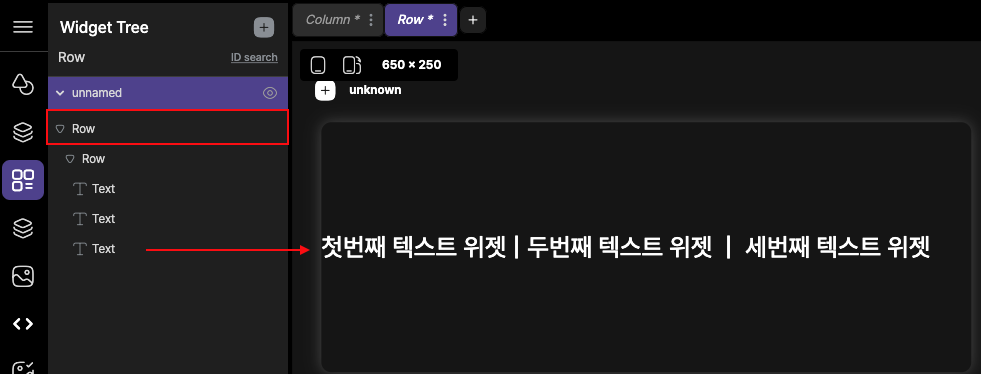 Widget Tree
Row
ID search
unnamed
Row
Row
Text
Text
Text
Column *
Row *
650 × 250
unknown
첫번째 텍스트 위젯 | 두번째 텍스트 위젯 | 세번째 텍스트 위젯